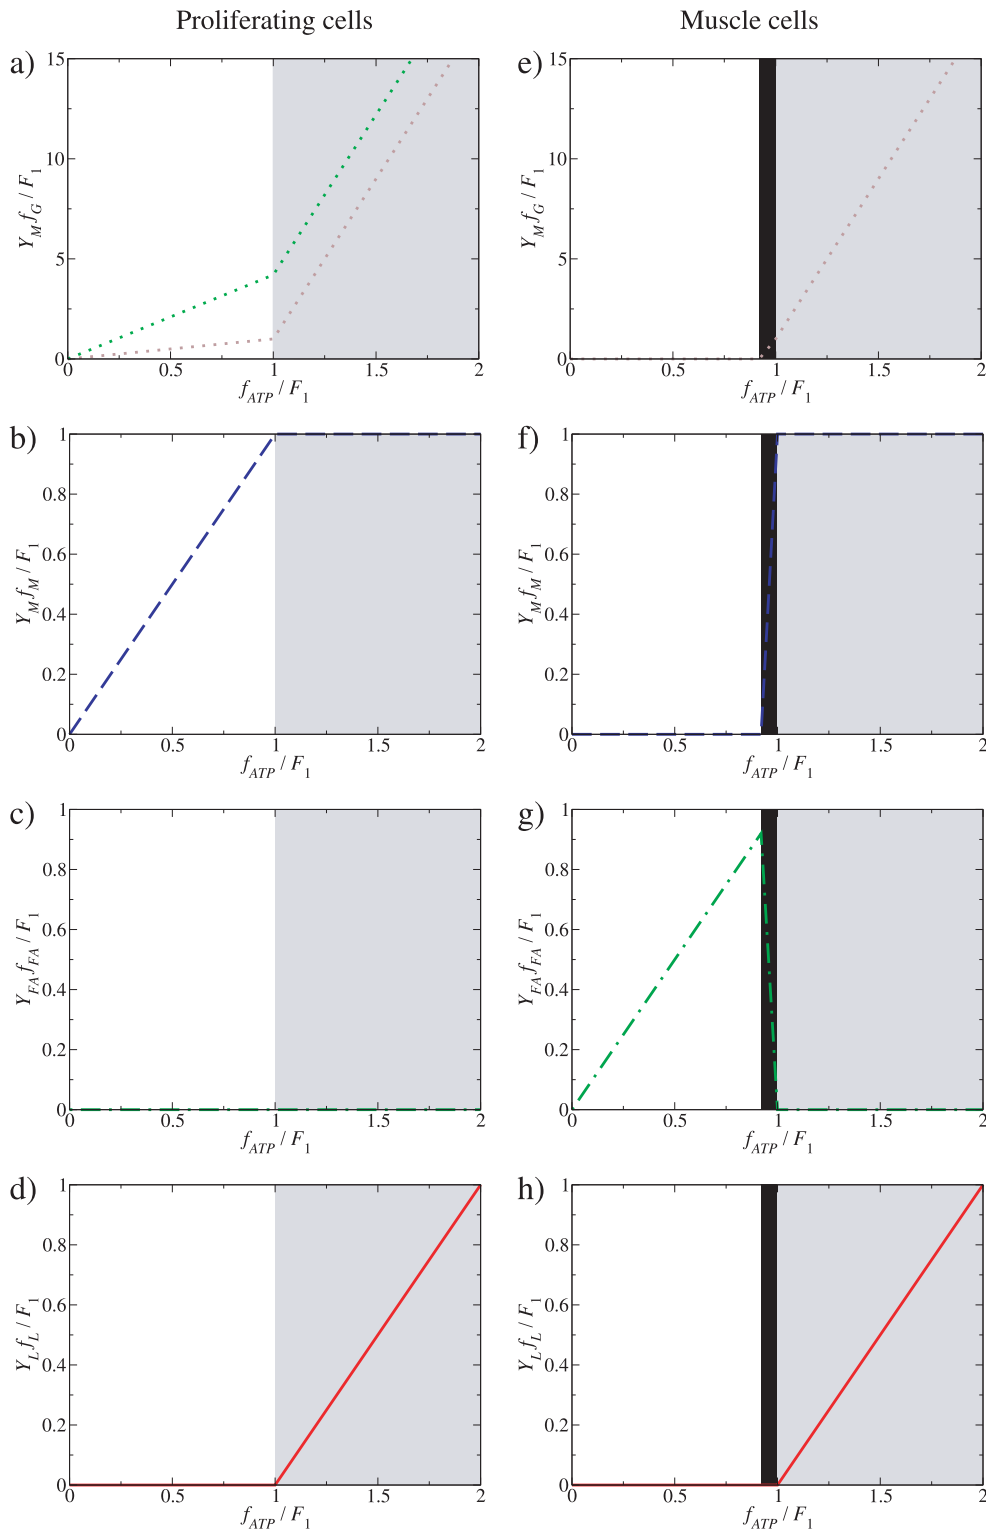 Proliferating cells
Muscle cells
a)
15
10
5
0
Y_M f_G / F_1
0 0.5 1 1.5 2
f_ATP / F_1
e)
15
10
5
0
Y_M f_G / F_1
0 0.5 1 1.5 2
f_ATP / F_1
b)
1
0.8
0.6
0.4
0.2
0
Y_M f_M / F_1
0 0.5 1 1.5 2
f_ATP / F_1
f)
1
0.8
0.6
0.4
0.2
0
Y_M f_M / F_1
0 0.5 1 1.5 2
f_ATP / F_1
c)
1
0.8
0.6
0.4
0.2
0
Y_FA f_FA / F_1
0 0.5 1 1.5 2
f_ATP / F_1
g)
1
0.8
0.6
0.4
0.2
0
Y_FA f_FA / F_1
0 0.5 1 1.5 2
f_ATP / F_1
d)
1
0.8
0.6
0.4
0.2
0
Y_L f_L / F_1
0 0.5 1 1.5 2
f_ATP / F_1
h)
1
0.8
0.6
0.4
0.2
0
Y_L f_L / F_1
0 0.5 1 1.5 2
f_ATP / F_1